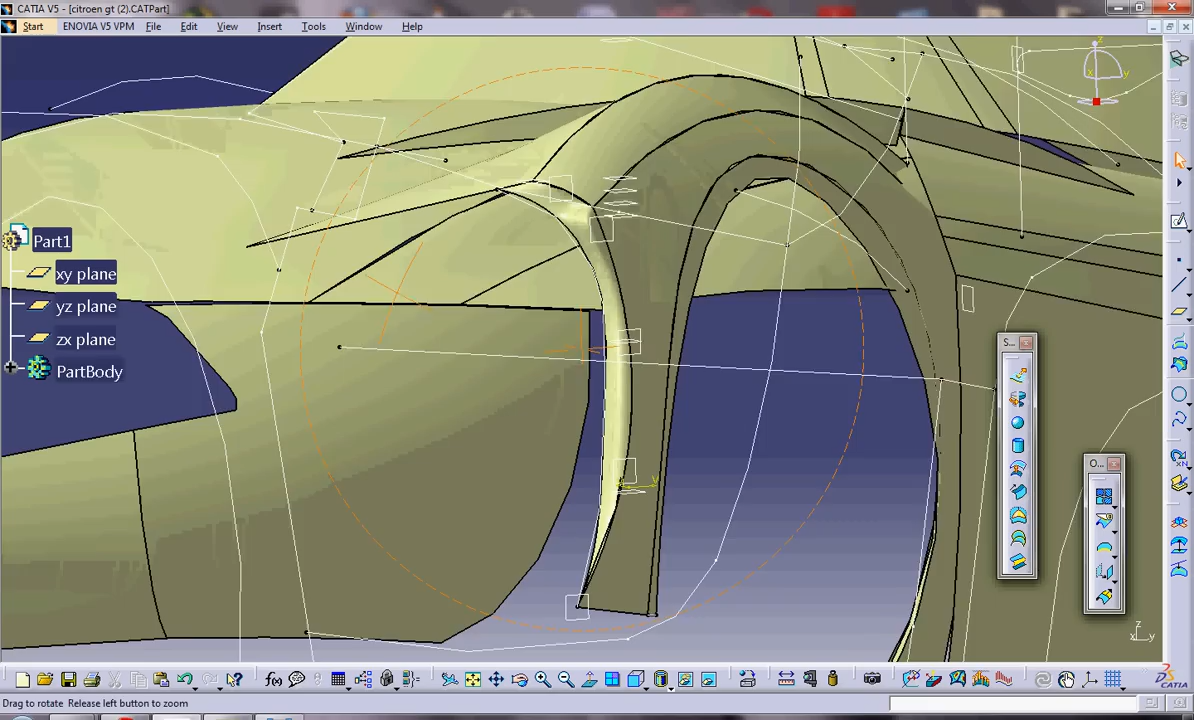 CATIA V5 - [citroen gt (2).CATPart]
Start ENOVIA V5 VPM File Edit View Insert Tools Window Help
z
x y
Part1
xy plane
yz plane
zx plane
PartBody
S...
O...
y
z
x y
f(x)
CATIA
Drag to rotate Release left button to zoom